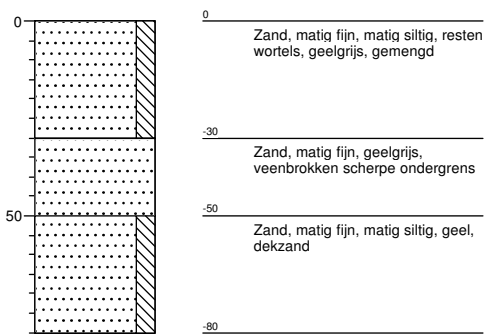 0
0
Zand, matig fijn, matig siltig, resten
wortels, geelgrijs, gemengd
-30
Zand, matig fijn, geelgrijs,
veenbrokken scherpe ondergrens
50
-50
Zand, matig fijn, matig siltig, geel,
dekzand
-80